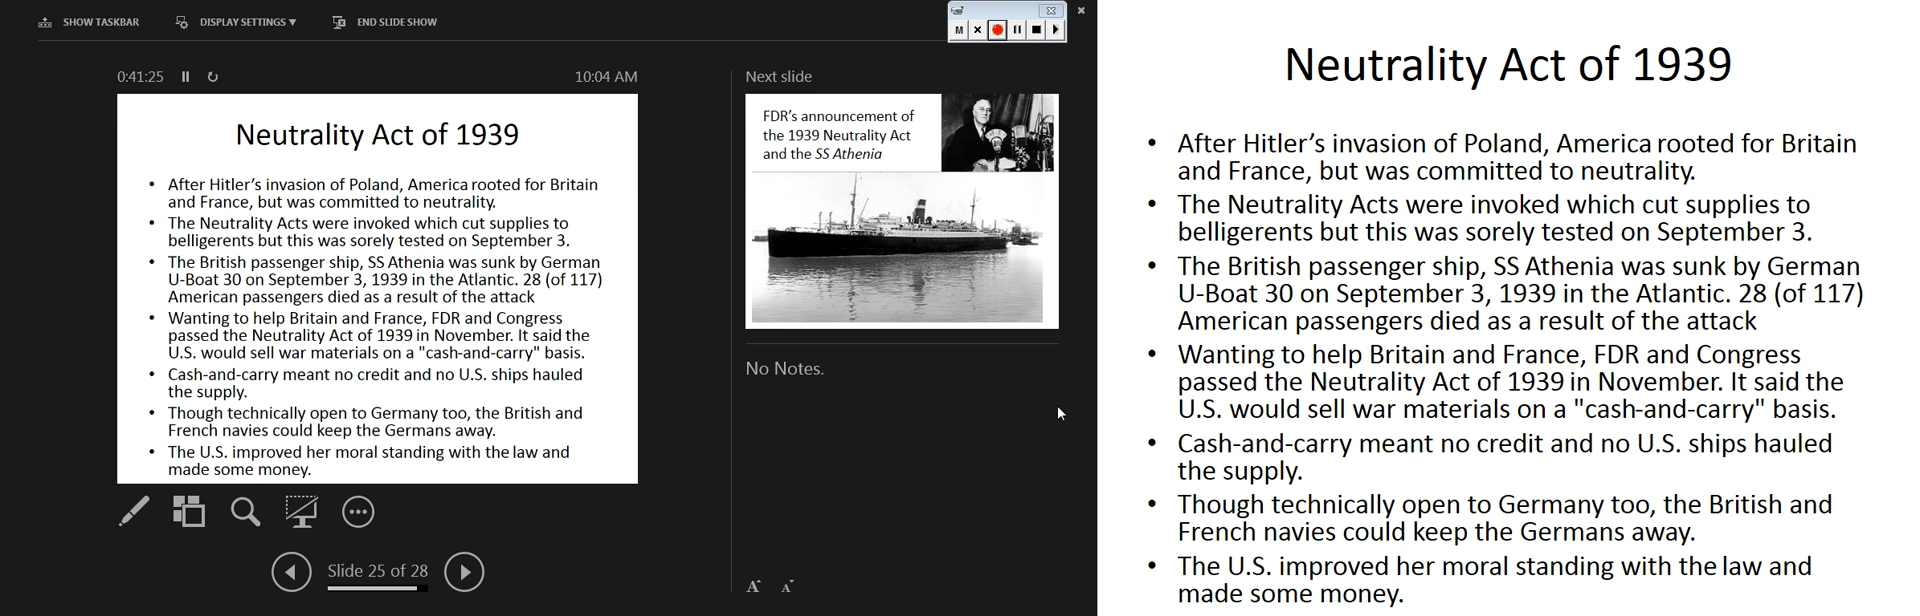 SHOW TASKBAR
DISPLAY SETTINGS ▼
END SLIDE SHOW
M
0:41:25
10:04 AM
Neutrality Act of 1939
• After Hitler's invasion of Poland, America rooted for Britain
and France, but was committed to neutrality.
• The Neutrality Acts were invoked which cut supplies to
belligerents but this was sorely tested on September 3.
• The British passenger ship, SS Athenia was sunk by German
U-Boat 30 on September 3, 1939 in the Atlantic. 28 (of 117)
American passengers died as a result of the attack
• Wanting to help Britain and France, FDR and Congress
passed the Neutrality Act of 1939 in November. It said the
U.S. would sell war materials on a "cash-and-carry" basis.
• Cash-and-carry meant no credit and no U.S. ships hauled
the supply.
• Though technically open to Germany too, the British and
French navies could keep the Germans away.
• The U.S. improved her moral standing with the law and
made some money.
Slide 25 of 28
Next slide
FDR's announcement of
the 1939 Neutrality Act
and the SS Athenia
No Notes.
A A
Neutrality Act of 1939
• After Hitler's invasion of Poland, America rooted for Britain
and France, but was committed to neutrality.
• The Neutrality Acts were invoked which cut supplies to
belligerents but this was sorely tested on September 3.
• The British passenger ship, SS Athenia was sunk by German
U-Boat 30 on September 3, 1939 in the Atlantic. 28 (of 117)
American passengers died as a result of the attack
• Wanting to help Britain and France, FDR and Congress
passed the Neutrality Act of 1939 in November. It said the
U.S. would sell war materials on a "cash-and-carry" basis.
• Cash-and-carry meant no credit and no U.S. ships hauled
the supply.
• Though technically open to Germany too, the British and
French navies could keep the Germans away.
• The U.S. improved her moral standing with the law and
made some money.